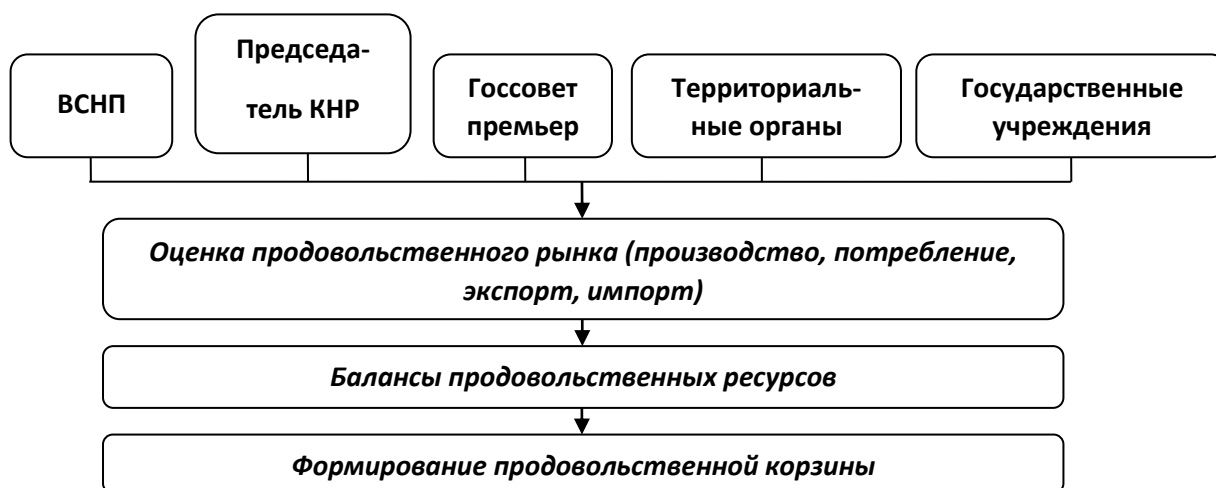 ВСНП
Председа-
тель КНР
Госсовет
премьер
Территориаль-
ные органы
Государственные
учреждения
Оценка продовольственного рынка (производство, потребление,
экспорт, импорт)
Балансы продовольственных ресурсов
Формирование продовольственной корзины